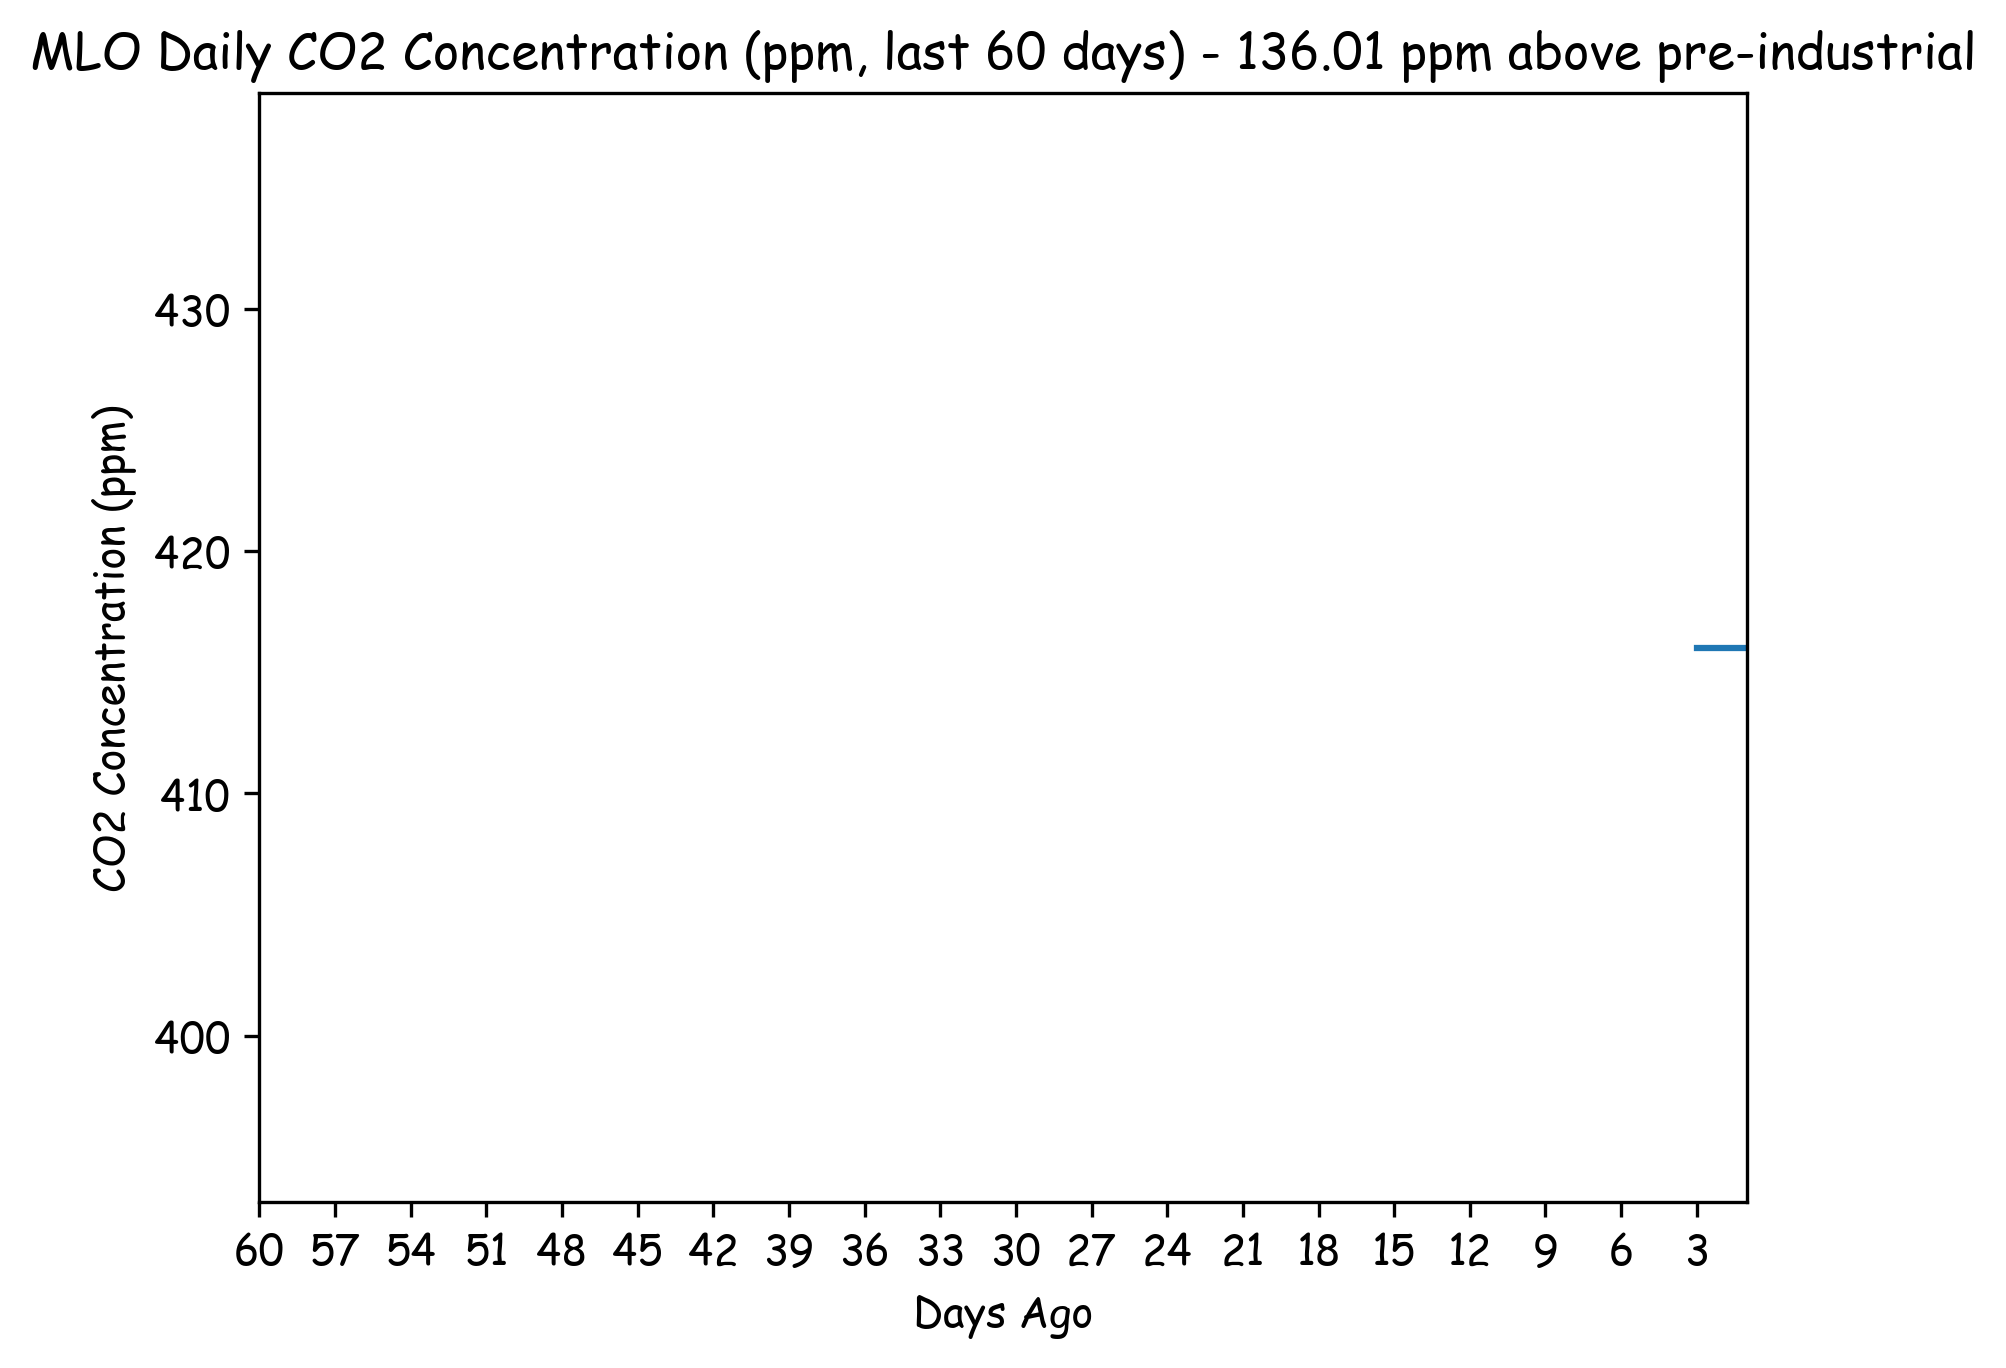 MLO Daily CO2 Concentration (ppm, last 60 days) - 136.01 ppm above pre-industrial
CO2 Concentration (ppm)
430
420
410
400
60 57 54 51 48 45 42 39 36 33 30 27 24 21 18 15 12 9 6 3
Days Ago